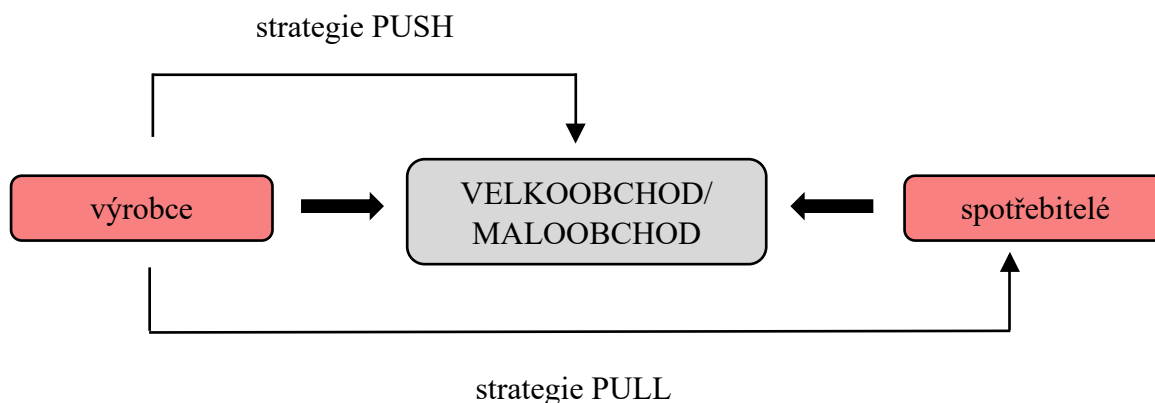 strategie PUSH
výrobce
VELKOOBCHOD/
MALOOBCHOD
spotřebitelé
strategie PULL